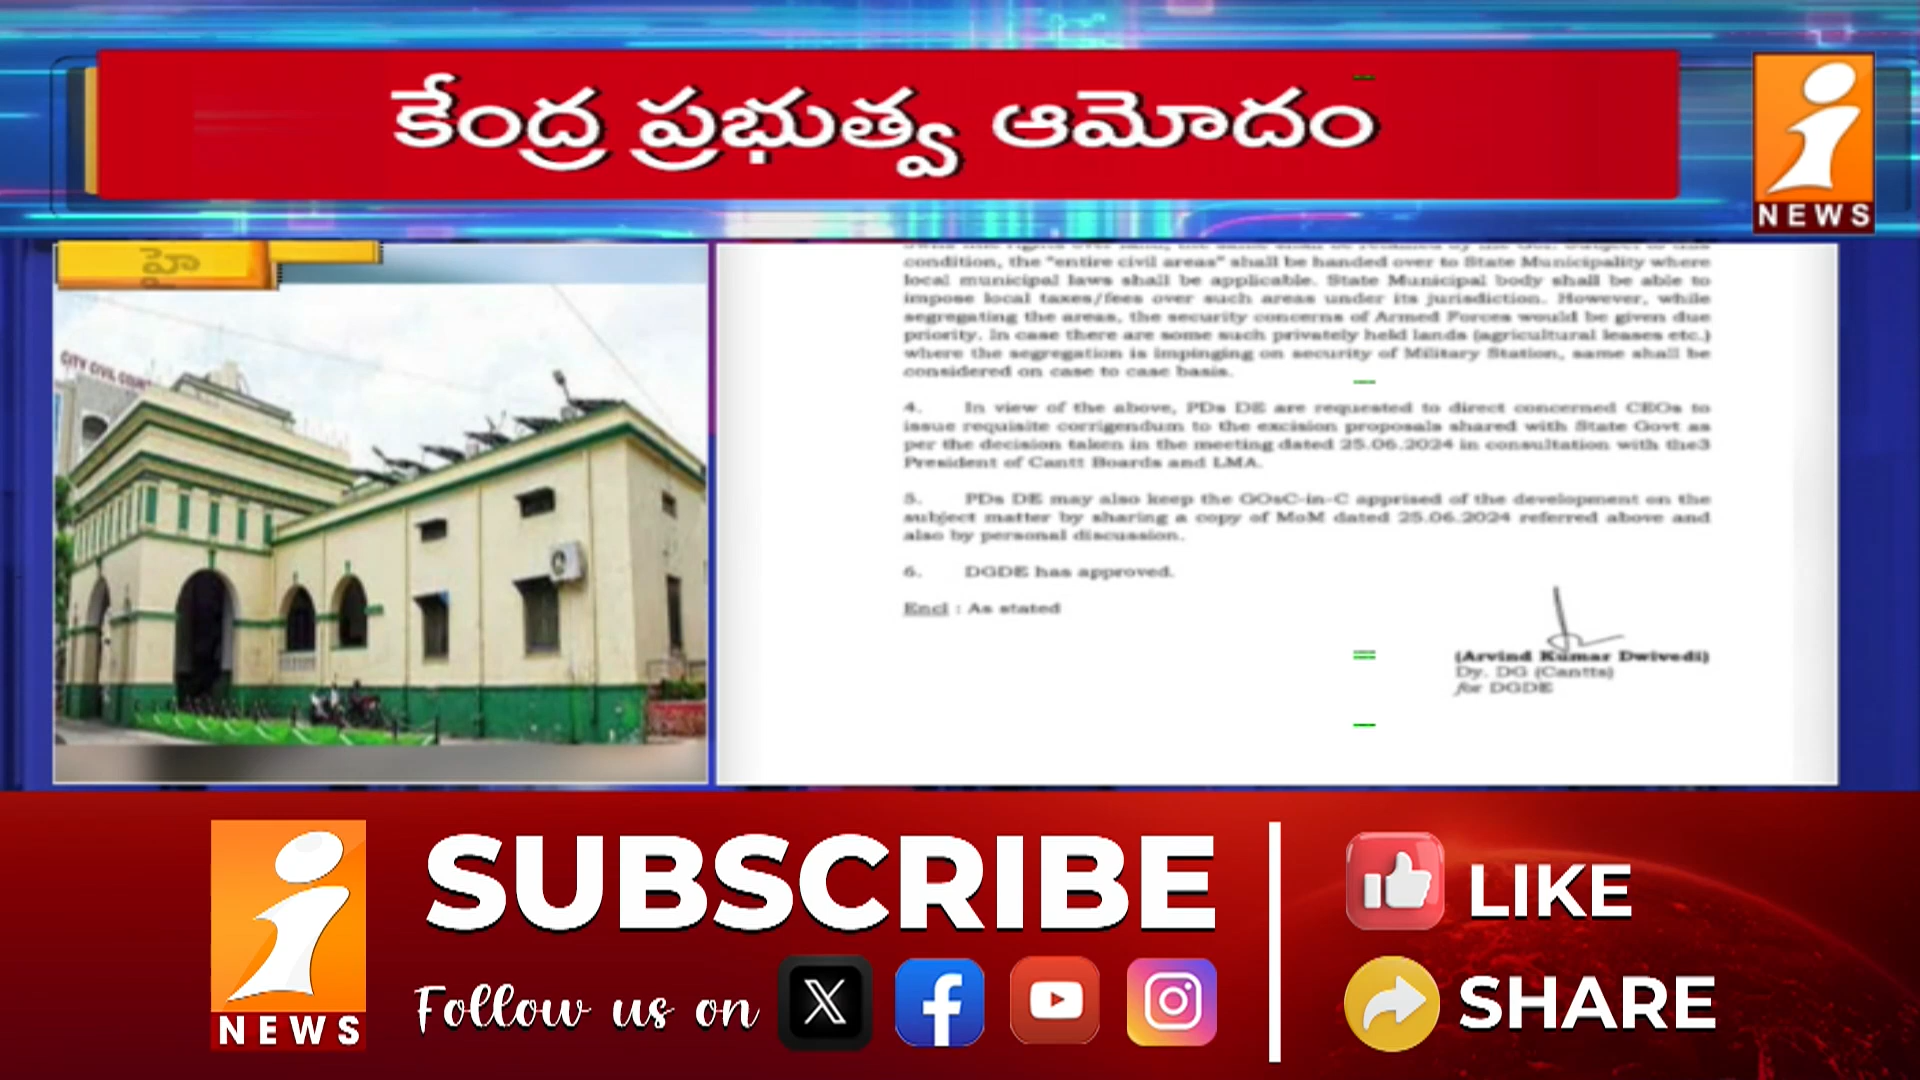 కేంద్ర ప్రభుత్వ ఆమోదం
NEWS
హై
CITY CIVIL COURT
condition, the "entire civil areas" shall be handed over to State Municipality where
local municipal laws shall be applicable. State Municipal body shall be able to
impose local taxes/fees over such areas under its jurisdiction. However, while
segregating the areas, the security concerns of Armed Forces would be given due
priority. In case there are some such privately held lands (agricultural leases etc.)
where the segregation is impinging on security of Military Station, same shall be
considered on case to case basis.
4. In view of the above, PDs DE are requested to direct concerned CEOs to
issue requisite corrigendum to the excision proposals shared with State Govt as
per the decision taken in the meeting dated 25.06.2024 in consultation with the3
President of Cantt Boards and LMA.
5. PDs DE may also keep the GOsC-in-C apprised of the development on the
subject matter by sharing a copy of MoM dated 25.06.2024 referred above and
also by personal discussion.
6. DGDE has approved.
Encl : As stated
(Arvind Kumar Dwivedi)
Dy. DG (Cantts)
for DGDE
NEWS
SUBSCRIBE
Follow us on
LIKE
SHARE